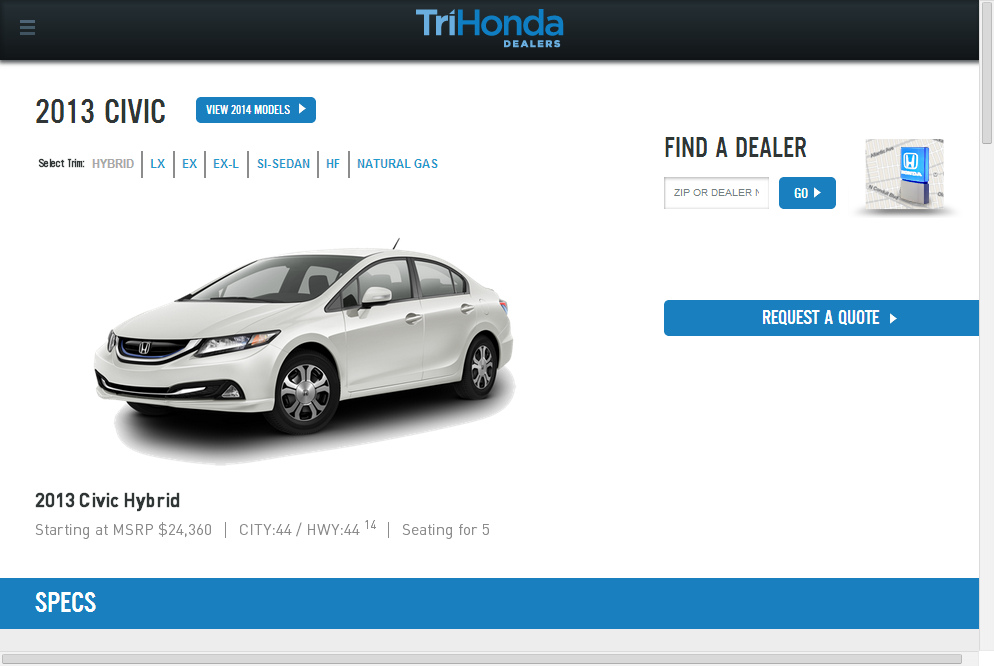 TriHonda
DEALERS
2013 CIVIC
VIEW 2014 MODELS
Select Trim: HYBRID LX EX EX-L SI-SEDAN HF NATURAL GAS
FIND A DEALER
ZIP OR DEALER N
GO
HONDA
REQUEST A QUOTE
2013 Civic Hybrid
Starting at MSRP $24,360 | CITY:44 / HWY:44 14 | Seating for 5
SPECS